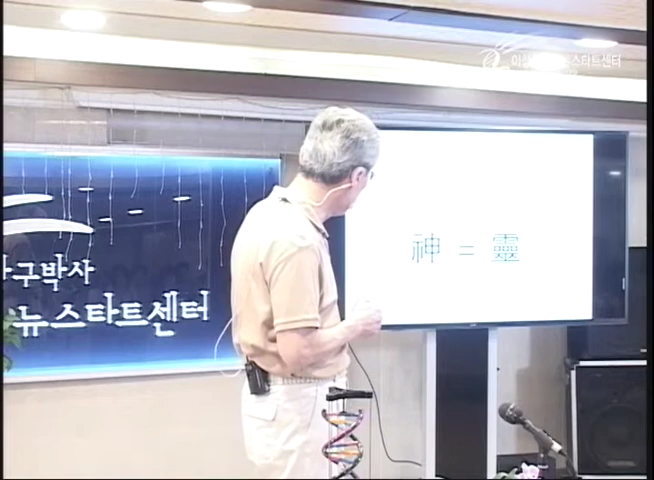 스타트센터
神 = 靈
구박사
뉴스타트센터